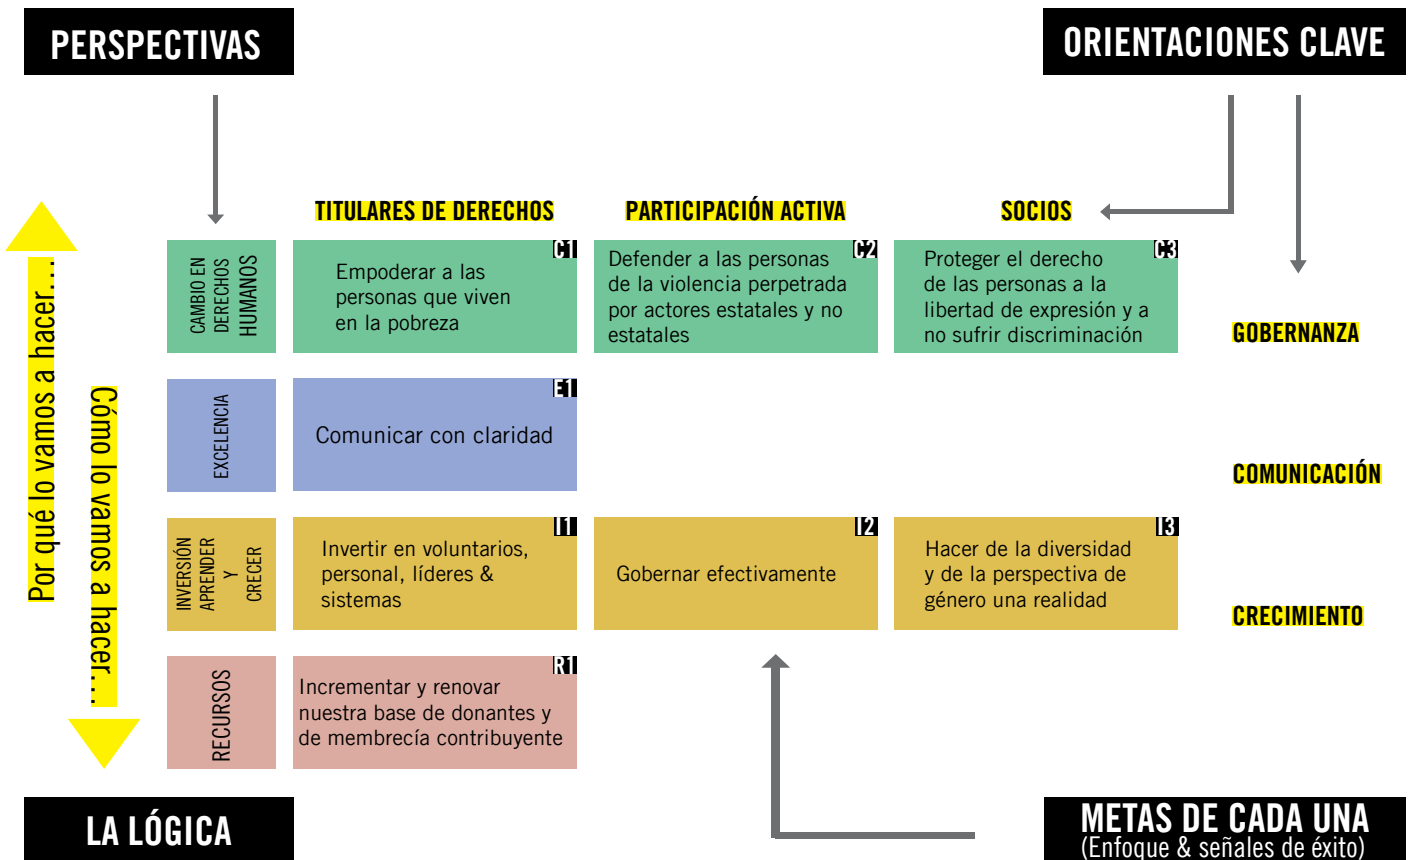 PERSPECTIVAS
ORIENTACIONES CLAVE
TITULARES DE DERECHOS
PARTICIPACIÓN ACTIVA
SOCIOS
Por qué lo vamos a hacer...
Cómo lo vamos a hacer...
CAMBIO EN
DERECHOS
HUMANOS
C1
Empoderar a las
personas que viven
en la pobreza
C2
Defender a las personas
de la violencia perpetrada
por actores estatales y no
estatales
C3
Proteger el derecho
de las personas a la
libertad de expresión y a
no sufrir discriminación
GOBERNANZA
EXCELENCIA
E1
Comunicar con claridad
COMUNICACIÓN
INVERSIÓN
APRENDER
Y
CRECER
I1
Invertir en voluntarios,
personal, líderes &
sistemas
I2
Gobernar efectivamente
I3
Hacer de la diversidad
y de la perspectiva de
género una realidad
CRECIMIENTO
RECURSOS
R1
Incrementar y renovar
nuestra base de donantes y
de membrecía contribuyente
LA LÓGICA
METAS DE CADA UNA
(Enfoque & señales de éxito)